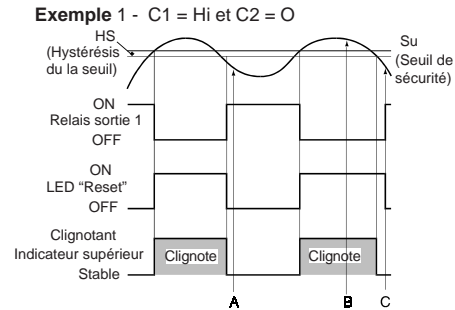 Exemple 1 - C1 = Hi et C2 = O
HS
(Hystérésis
du la seuil)
Su
(Seuil de
sécurité)
ON
Relais sortie 1
OFF
ON
LED “Reset”
OFF
Clignotant
Indicateur supérieur
Stable
Clignote
Clignote
A
B
C